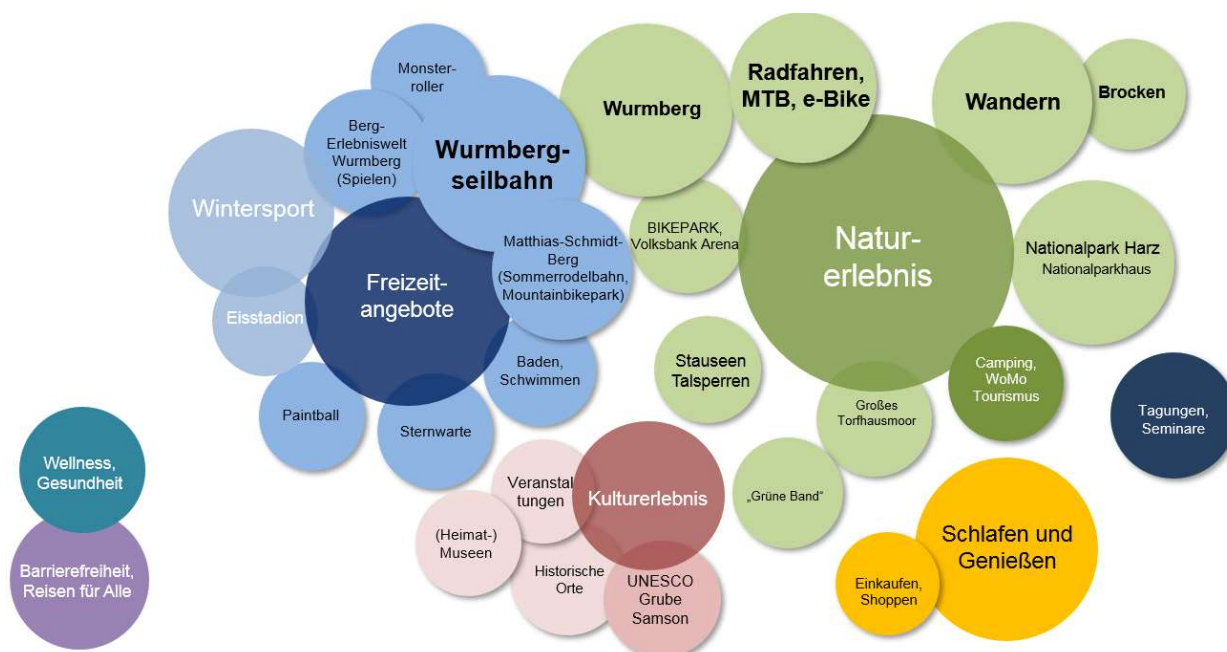 Monster-
roller
Berg-
Erlebniswelt
Wurmberg
(Spielen)
Wurmberg-
seilbahn
Wintersport
Freizeit-
angebote
Matthias-Schmidt-
Berg
(Sommerrodelbahn,
Mountainbikepark)
Eisstadion
Baden,
Schwimmen
Paintball
Sternwarte
Wurmberg
Radfahren,
MTB, e-Bike
Wandern
Brocken
BIKEPARK,
Volksbank Arena
Natur-
erlebnis
Nationalpark Harz
Nationalparkhaus
Stauseen
Talsperren
Camping,
WoMo
Tourismus
Großes
Torfhausmoor
„Grüne Band“
Tagungen,
Seminare
Wellness,
Gesundheit
Barrierefreiheit,
Reisen für Alle
Veranstal
tungen
Kulturerlebnis
(Heimat-)
Museen
Historische
Orte
UNESCO
Grube
Samson
Schlafen und
Genießen
Einkaufen,
Shoppen